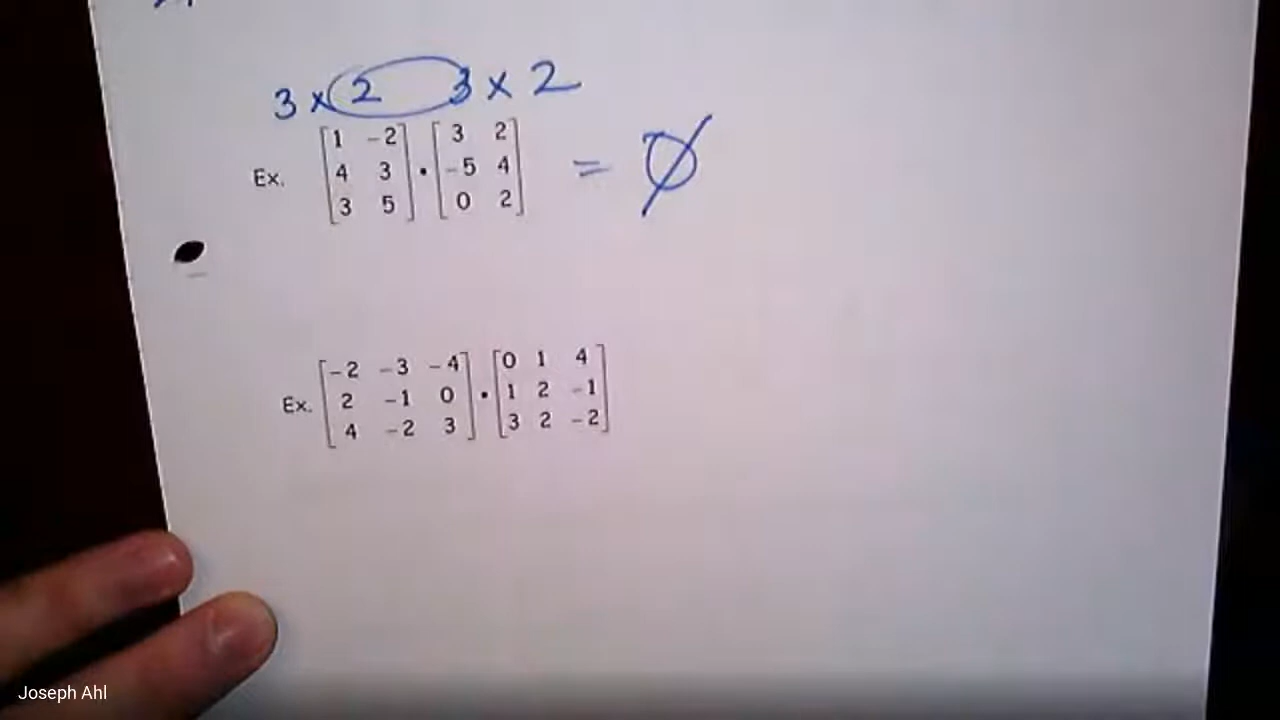 3 × 2 3 × 2
Ex. [1 -2] • [3 2] = ∅
[4 3] [-5 4]
[3 5] [0 2]
Ex. [-2 -3 -4] • [0 1 4]
[2 -1 0] [1 2 -1]
[4 -2 3] [3 2 -2]
Joseph Ahl